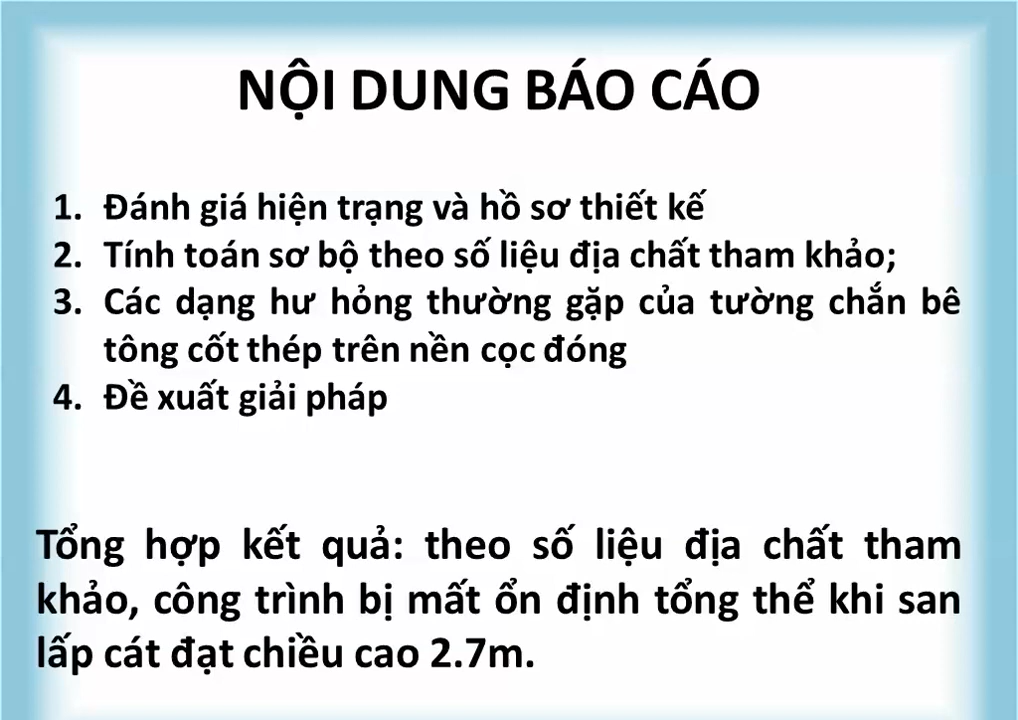 NỘI DUNG BÁO CÁO
1. Đánh giá hiện trạng và hồ sơ thiết kế
2. Tính toán sơ bộ theo số liệu địa chất tham khảo;
3. Các dạng hư hỏng thường gặp của tường chắn bê
tông cốt thép trên nền cọc đóng
4. Đề xuất giải pháp
Tổng hợp kết quả: theo số liệu địa chất tham
khảo, công trình bị mất ổn định tổng thể khi san
lấp cát đạt chiều cao 2.7m.